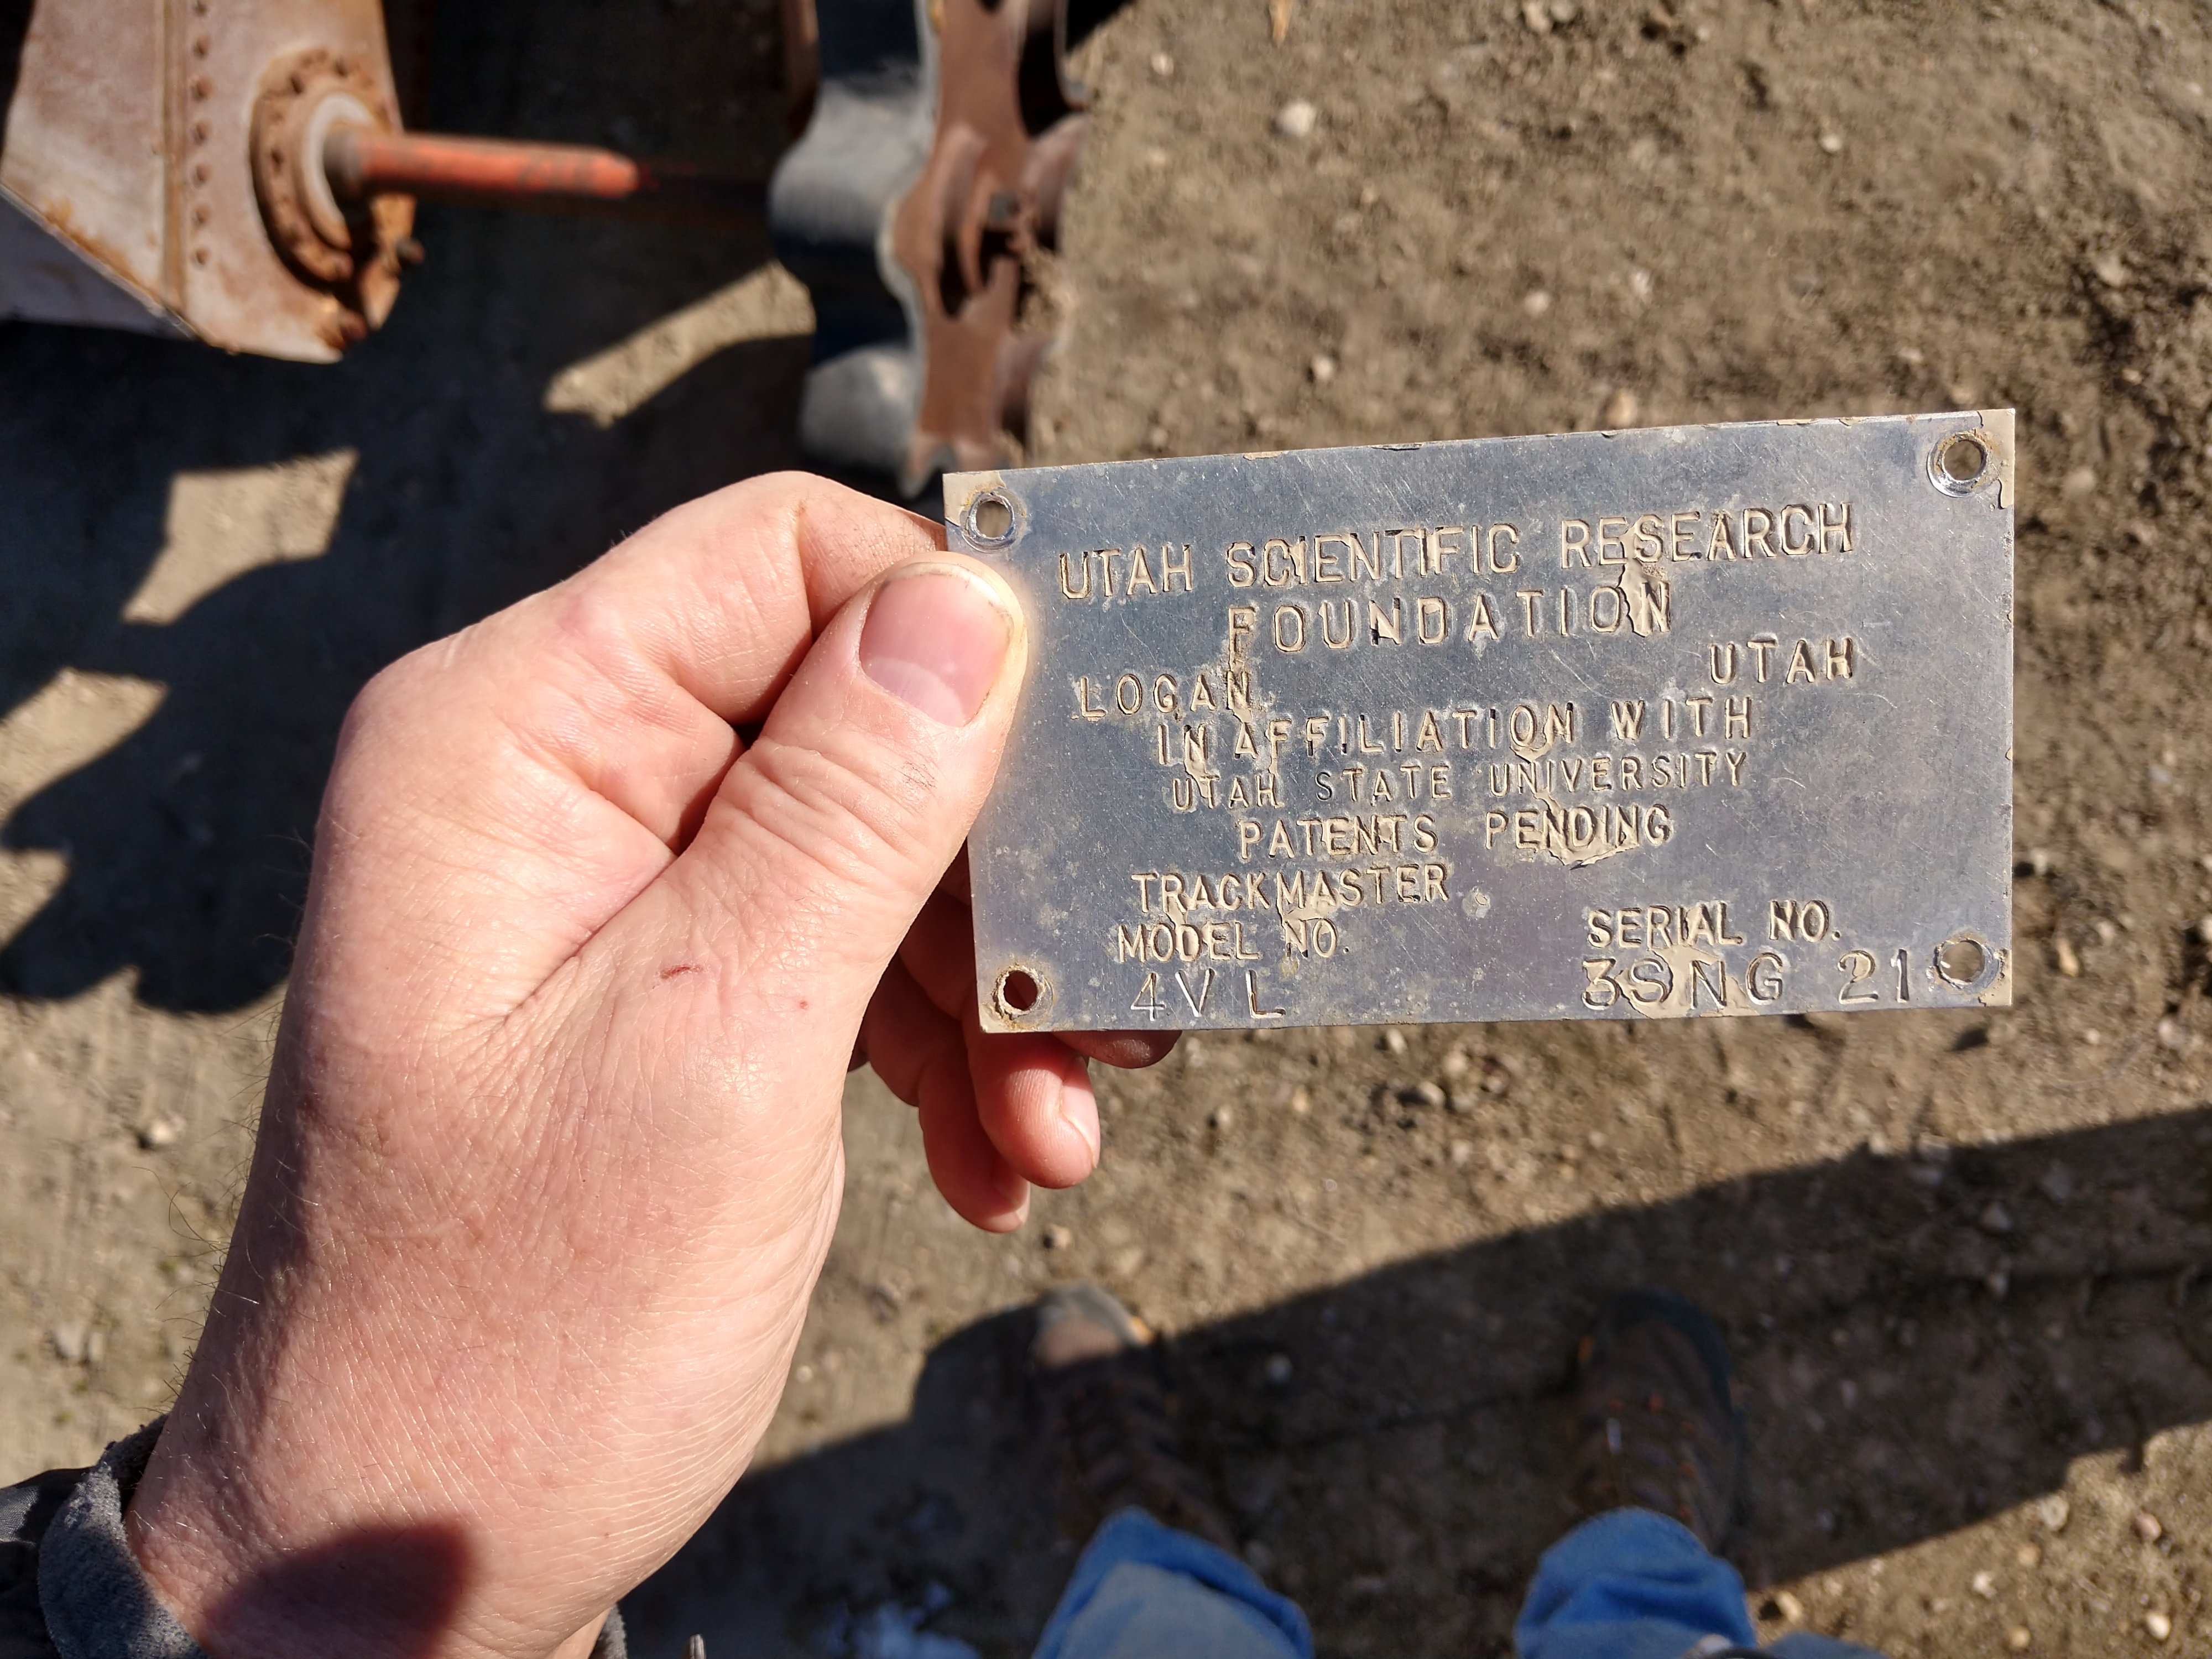 UTAH SCIENTIFIC RESEARCH
FOUNDATION
LOGAN UTAH
IN AFFILIATION WITH
UTAH STATE UNIVERSITY
PATENTS PENDING
TRACKMASTER
MODEL NO. SERIAL NO.
4VL 3SNG 21